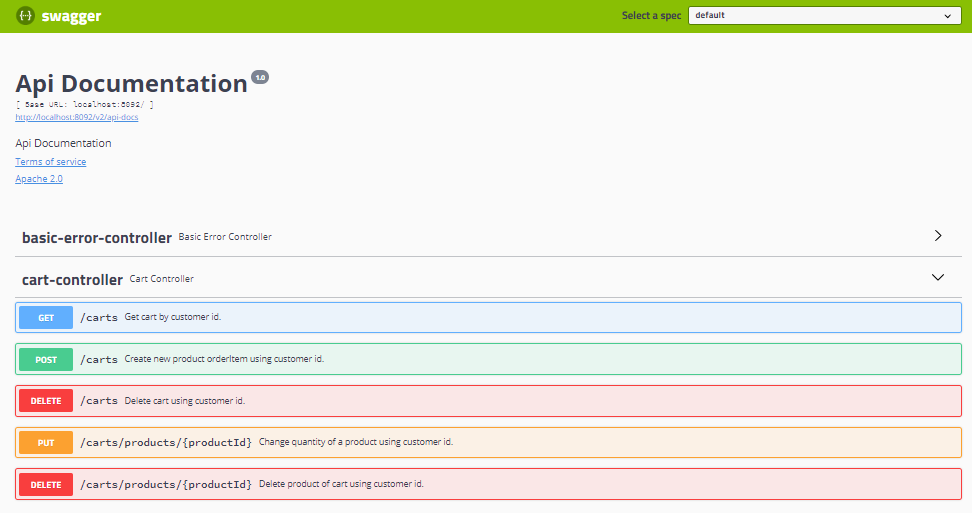 {···} swagger
Select a spec default
Api Documentation 1.0
[ Base URL: localhost:8092/ ]
http://localhost:8092/v2/api-docs
Api Documentation
Terms of service
Apache 2.0
basic-error-controller Basic Error Controller
cart-controller Cart Controller
GET /carts Get cart by customer id.
POST /carts Create new product orderItem using customer id.
DELETE /carts Delete cart using customer id.
PUT /carts/products/{productId} Change quantity of a product using customer id.
DELETE /carts/products/{productId} Delete product of cart using customer id.